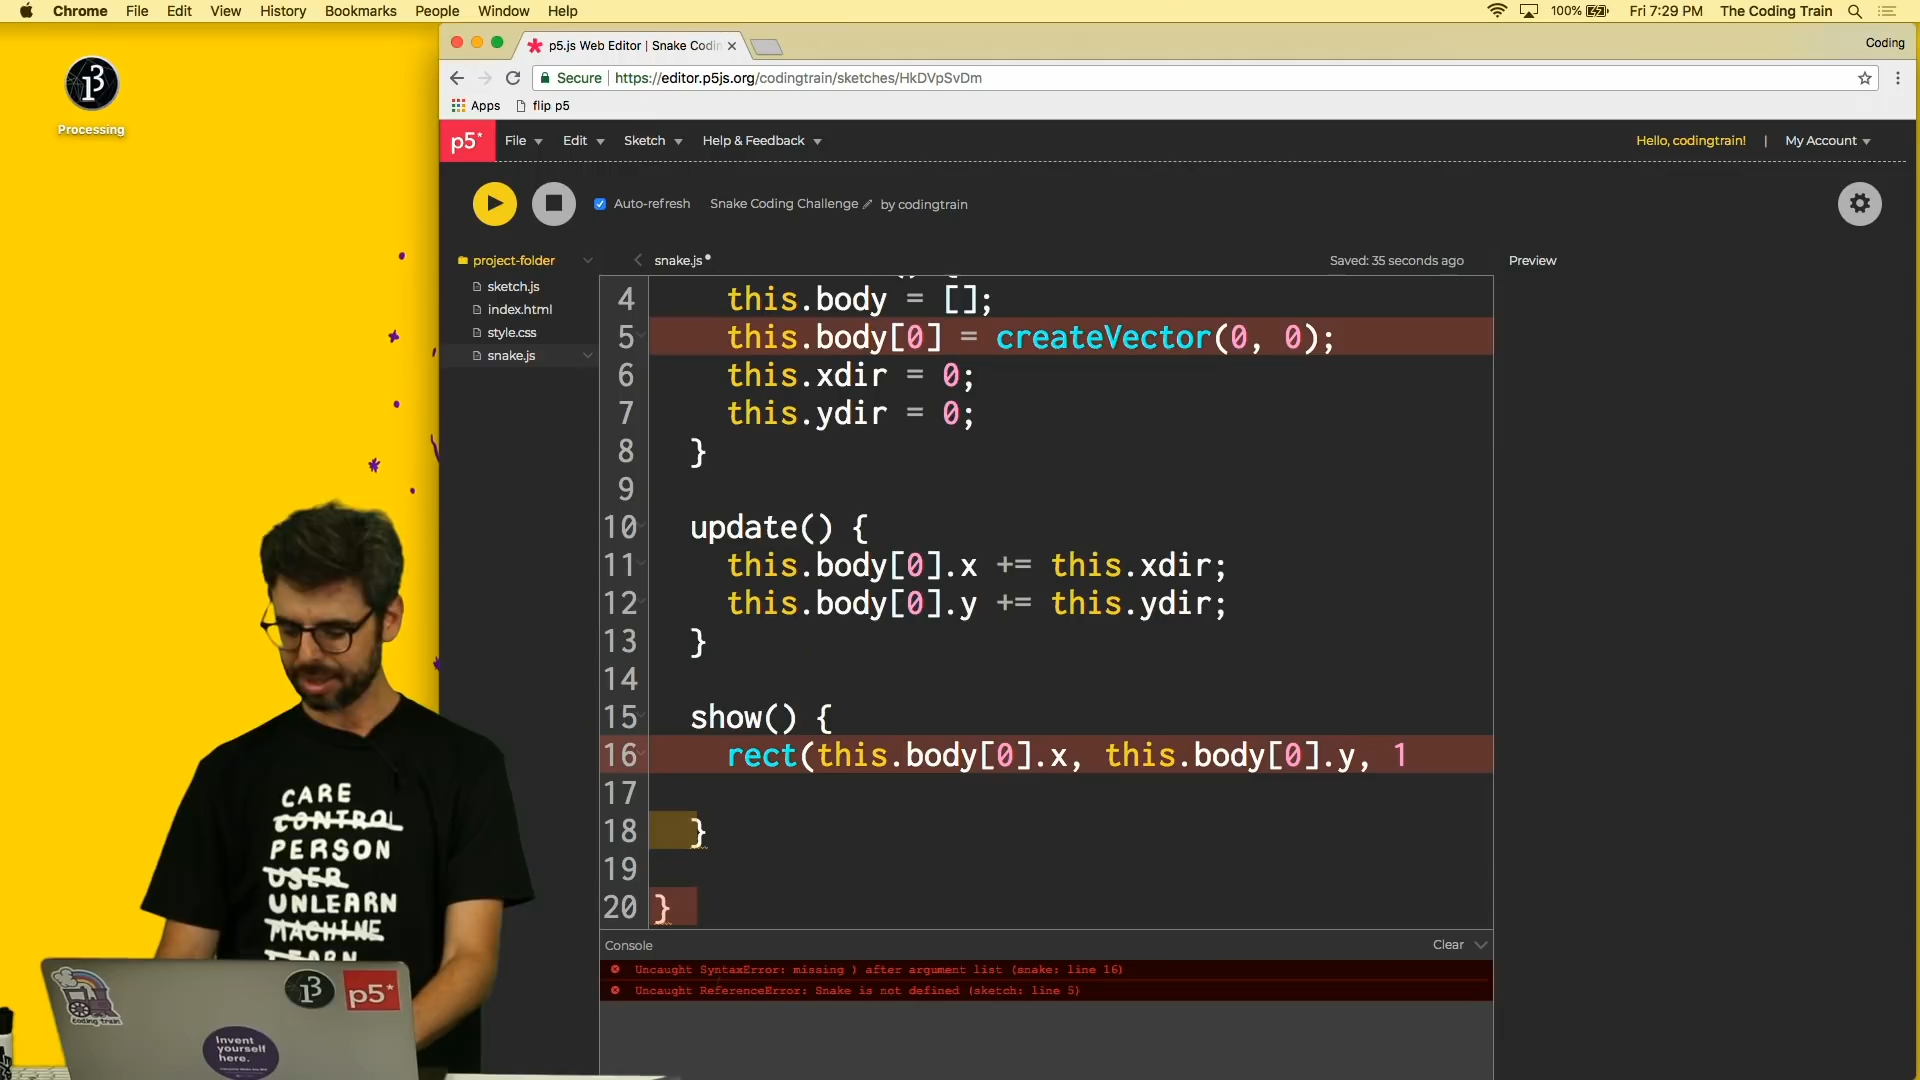 Chrome File Edit View History Bookmarks People Window Help
100% Fri 7:29 PM The Coding Train
Processing
p5.js Web Editor | Snake Codin
Coding
Secure | https://editor.p5js.org/codingtrain/sketches/HkDVpSvDm
Apps flip p5
p5* File Edit Sketch Help & Feedback
Hello, codingtrain! | My Account
Auto-refresh Snake Coding Challenge by codingtrain
project-folder
sketch.js
index.html
style.css
snake.js
snake.js
Saved: 35 seconds ago
Preview
4 this.body = [];
5 this.body[0] = createVector(0, 0);
6 this.xdir = 0;
7 this.ydir = 0;
8 }
9
10 update() {
11 this.body[0].x += this.xdir;
12 this.body[0].y += this.ydir;
13 }
14
15 show() {
16 rect(this.body[0].x, this.body[0].y, 1
17
18 }
19
20 }
Console
Clear
Uncaught SyntaxError: missing ) after argument list (snake: line 16)
Uncaught ReferenceError: Snake is not defined (sketch: line 5)
CARE
CONTROL
PERSON
USER
UNLEARN
MACHINE
LEARN
coding train
p5*
Invent
yourself
here.